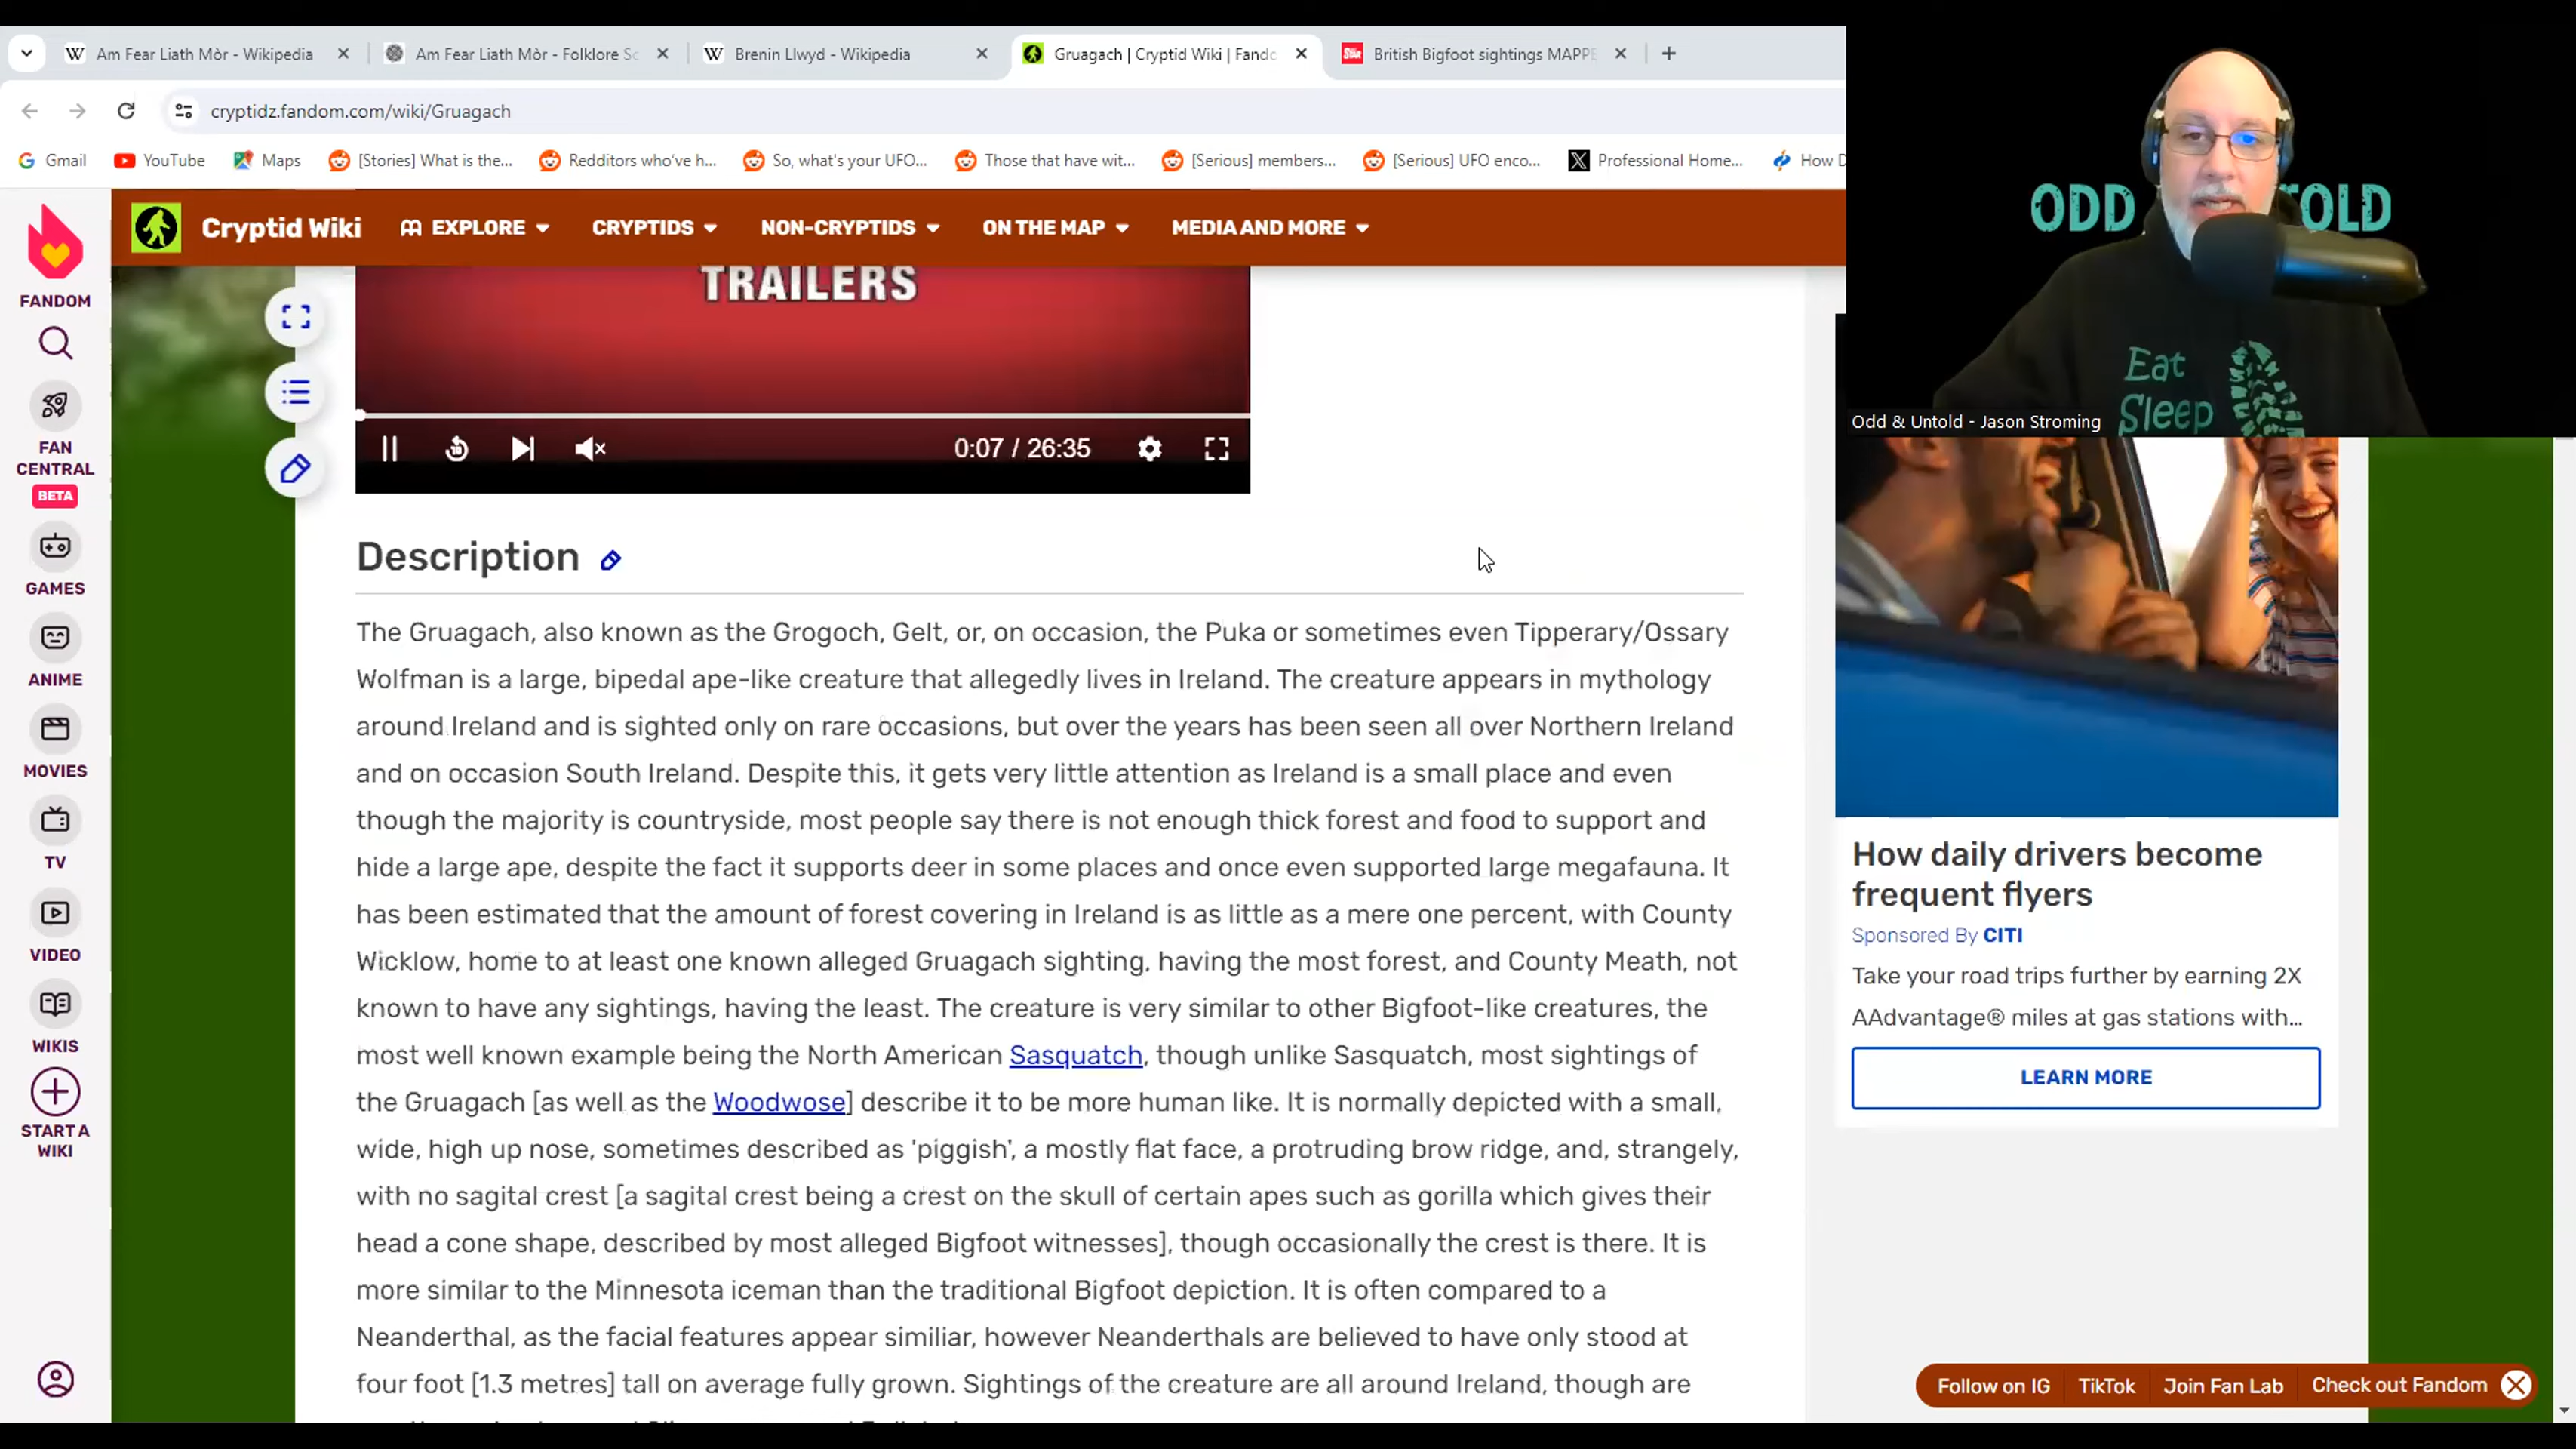 Am Fear Liath Mòr - Wikipedia
Am Fear Liath Mòr - Folklore Sc
Brenin Llwyd - Wikipedia
Gruagach | Cryptid Wiki | Fando
British Bigfoot sightings MAPPE
cryptidz.fandom.com/wiki/Gruagach
Gmail
YouTube
Maps
[Stories] What is the...
Redditors who've h...
So, what's your UFO...
Those that have wit...
[Serious] members...
[Serious] UFO enco...
Professional Home...
How D
Cryptid Wiki
EXPLORE
CRYPTIDS
NON-CRYPTIDS
ON THE MAP
MEDIA AND MORE
FANDOM
FAN
CENTRAL
BETA
GAMES
ANIME
MOVIES
TV
VIDEO
WIKIS
START A
WIKI
TRAILERS
0:07 / 26:35
Description
The Gruagach, also known as the Grogoch, Gelt, or, on occasion, the Puka or sometimes even Tipperary/Ossary
Wolfman is a large, bipedal ape-like creature that allegedly lives in Ireland. The creature appears in mythology
around Ireland and is sighted only on rare occasions, but over the years has been seen all over Northern Ireland
and on occasion South Ireland. Despite this, it gets very little attention as Ireland is a small place and even
though the majority is countryside, most people say there is not enough thick forest and food to support and
hide a large ape, despite the fact it supports deer in some places and once even supported large megafauna. It
has been estimated that the amount of forest covering in Ireland is as little as a mere one percent, with County
Wicklow, home to at least one known alleged Gruagach sighting, having the most forest, and County Meath, not
known to have any sightings, having the least. The creature is very similar to other Bigfoot-like creatures, the
most well known example being the North American Sasquatch, though unlike Sasquatch, most sightings of
the Gruagach [as well as the Woodwose] describe it to be more human like. It is normally depicted with a small,
wide, high up nose, sometimes described as 'piggish', a mostly flat face, a protruding brow ridge, and, strangely,
with no sagital crest [a sagital crest being a crest on the skull of certain apes such as gorilla which gives their
head a cone shape, described by most alleged Bigfoot witnesses], though occasionally the crest is there. It is
more similar to the Minnesota iceman than the traditional Bigfoot depiction. It is often compared to a
Neanderthal, as the facial features appear similiar, however Neanderthals are believed to have only stood at
four foot [1.3 metres] tall on average fully grown. Sightings of the creature are all around Ireland, though are
ODD
TOLD
Eat
Sleep
Odd & Untold - Jason Stroming
How daily drivers become
frequent flyers
Sponsored By CITI
Take your road trips further by earning 2X
AAdvantage® miles at gas stations with...
LEARN MORE
Follow on IG
TikTok
Join Fan Lab
Check out Fandom